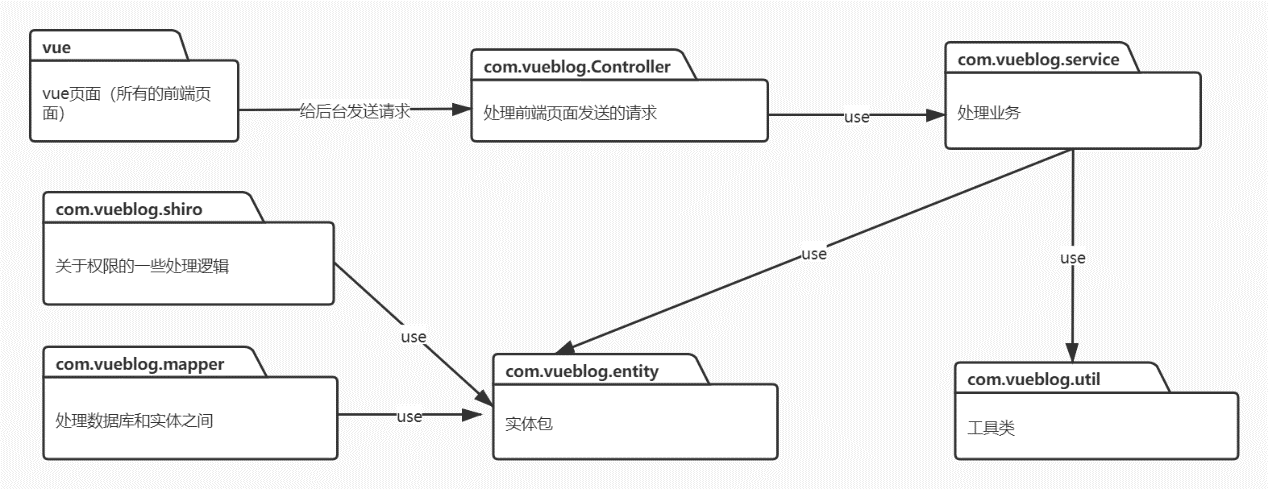 vue
vue页面（所有的前端页
面）
给后台发送请求
com.vueblog.Controller
处理前端页面发送的请求
use
com.vueblog.service
处理业务
com.vueblog.shiro
关于权限的一些处理逻辑
use
use
use
com.vueblog.mapper
处理数据库和实体之间
use
com.vueblog.entity
实体包
com.vueblog.util
工具类